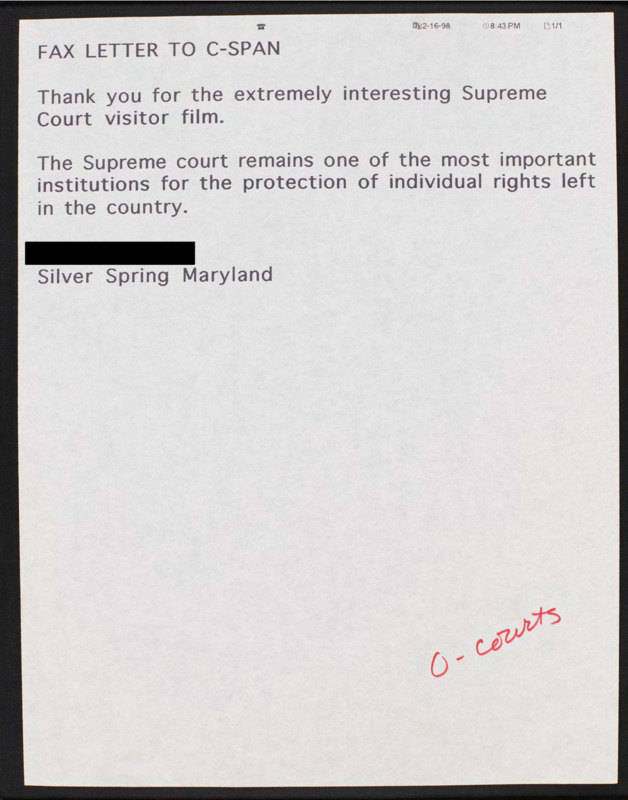 2-16-98 8:43 PM 1/1
FAX LETTER TO C-SPAN
Thank you for the extremely interesting Supreme
Court visitor film.
The Supreme court remains one of the most important
institutions for the protection of individual rights left
in the country.
Silver Spring Maryland
O - courts